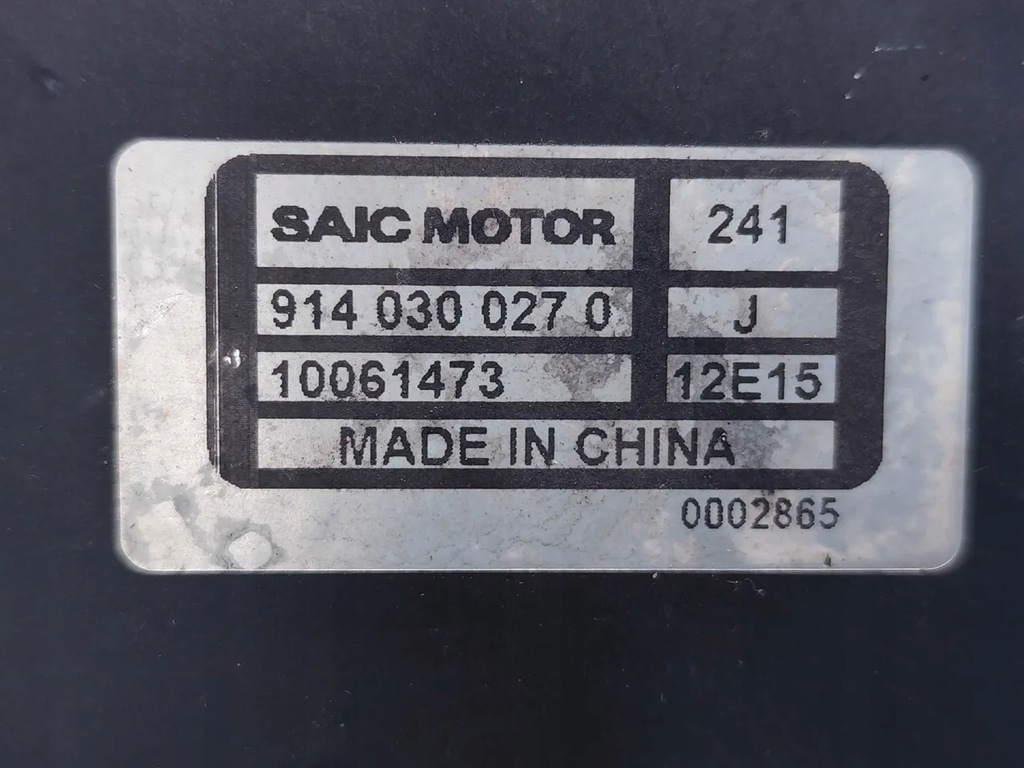 SAIC MOTOR 241
914 030 027 0 J
10061473 12E15
MADE IN CHINA
0002865